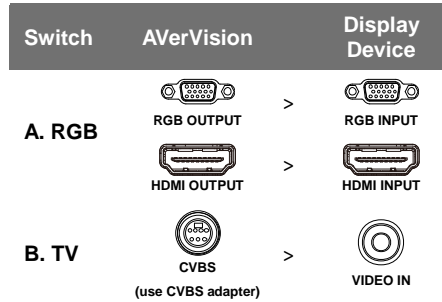 Switch AVerVision Display Device
RGB OUTPUT > RGB INPUT
A. RGB
HDMI OUTPUT > HDMI INPUT
B. TV
CVBS > VIDEO IN
(use CVBS adapter)